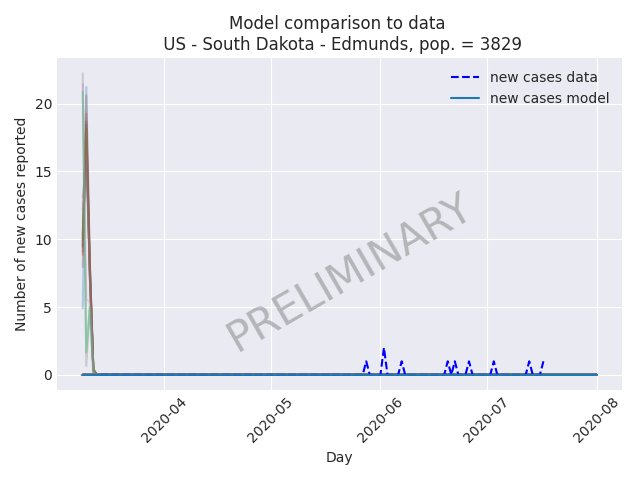 Model comparison to data
US - South Dakota - Edmunds, pop. = 3829
new cases data
new cases model
Number of new cases reported
20
15
10
5
0
PRELIMINARY
2020-04
2020-05
2020-06
2020-07
2020-08
Day